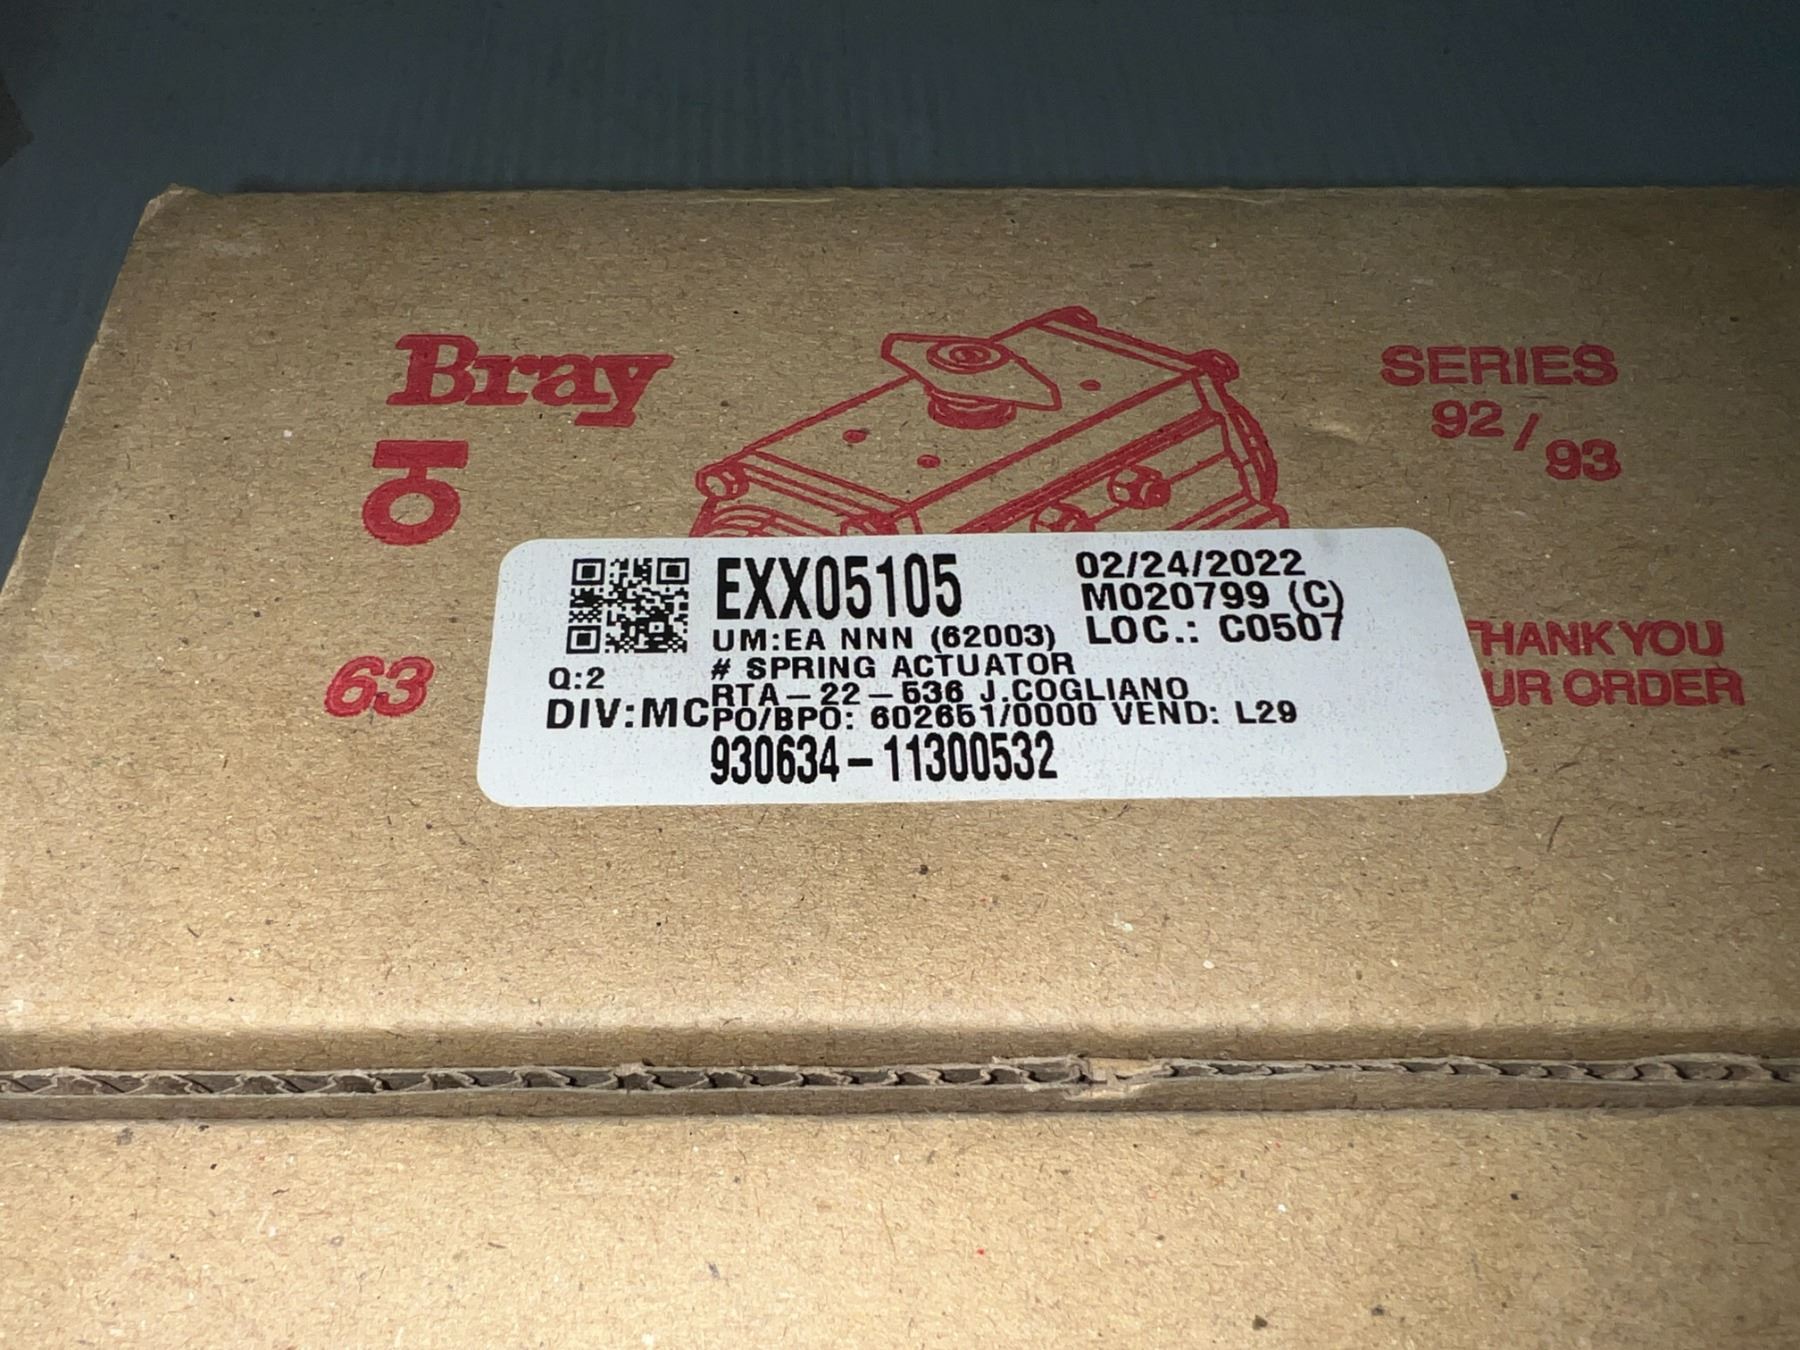 Bray
SERIES
92/93
63
THANK YOU
UR ORDER
EXX05105
02/24/2022
M020799 (C)
UM:EA NNN (62003)
LOC.: C0507
# SPRING ACTUATOR
Q:2
RTA-22-536 J.COGLIANO
DIV:MC
PO/BPO: 602651/0000 VEND: L29
930634-11300532